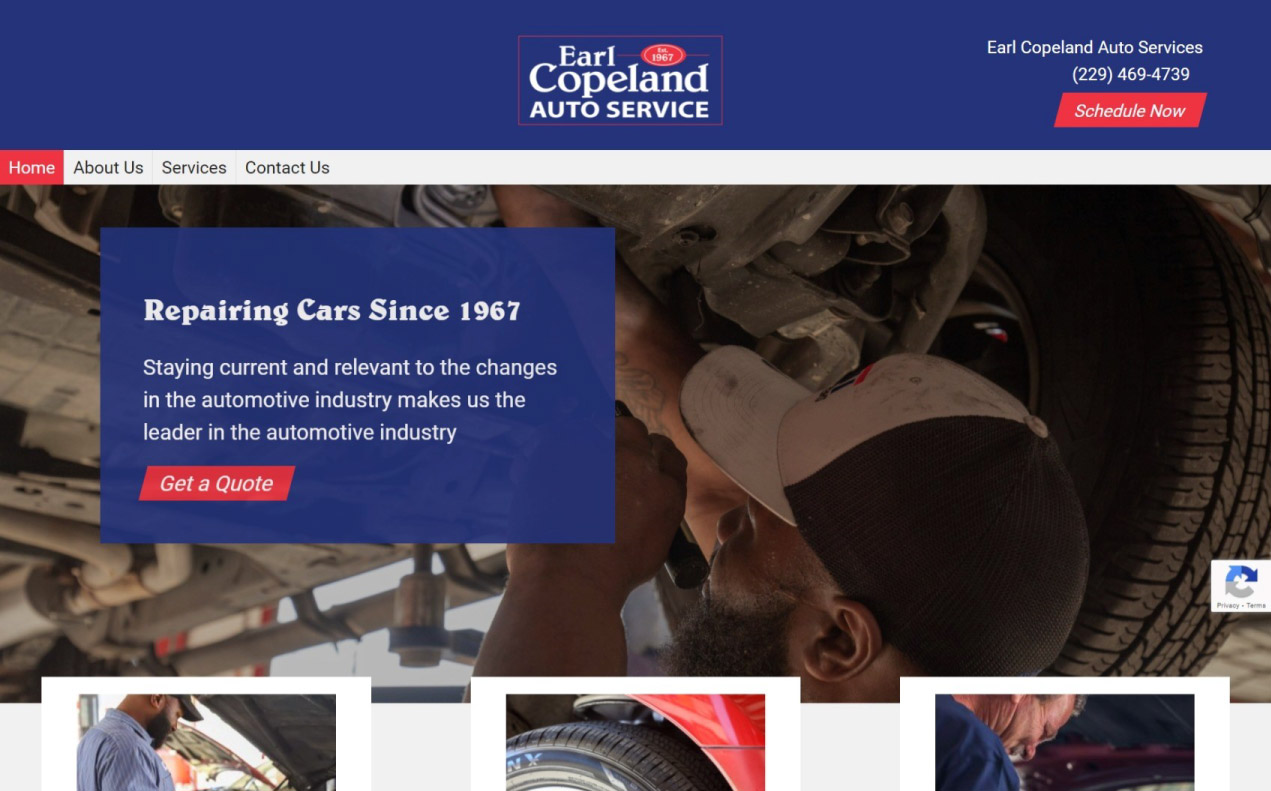 Earl
Est.
1967
Copeland
AUTO SERVICE
Earl Copeland Auto Services
(229) 469-4739
Schedule Now
Home
About Us
Services
Contact Us
Repairing Cars Since 1967
Staying current and relevant to the changes
in the automotive industry makes us the
leader in the automotive industry
Get a Quote
Privacy - Terms